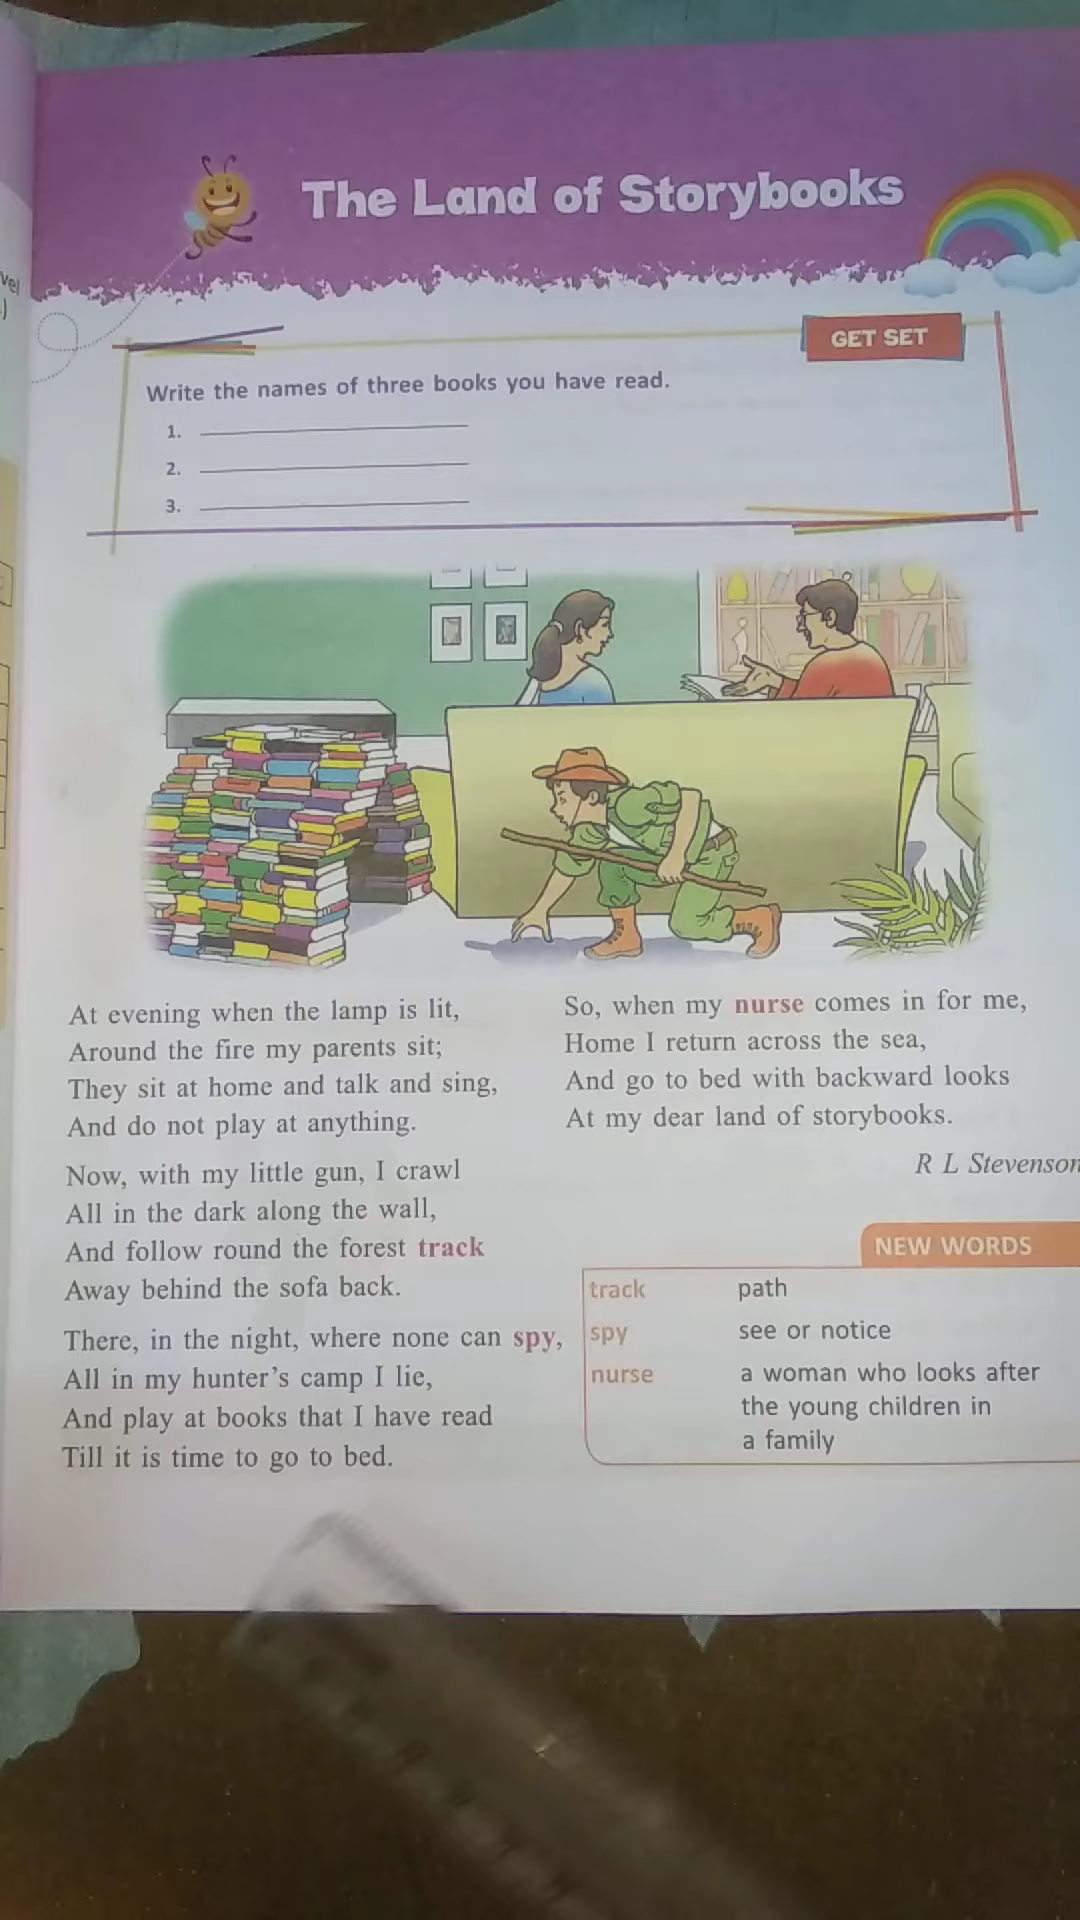 The Land of Storybooks
GET SET
Write the names of three books you have read.
1.
2.
3.
At evening when the lamp is lit,
Around the fire my parents sit;
They sit at home and talk and sing,
And do not play at anything.
Now, with my little gun, I crawl
All in the dark along the wall,
And follow round the forest track
Away behind the sofa back.
There, in the night, where none can spy,
All in my hunter's camp I lie,
And play at books that I have read
Till it is time to go to bed.
So, when my nurse comes in for me,
Home I return across the sea,
And go to bed with backward looks
At my dear land of storybooks.
R L Stevenson
NEW WORDS
track path
spy see or notice
nurse a woman who looks after
the young children in
a family